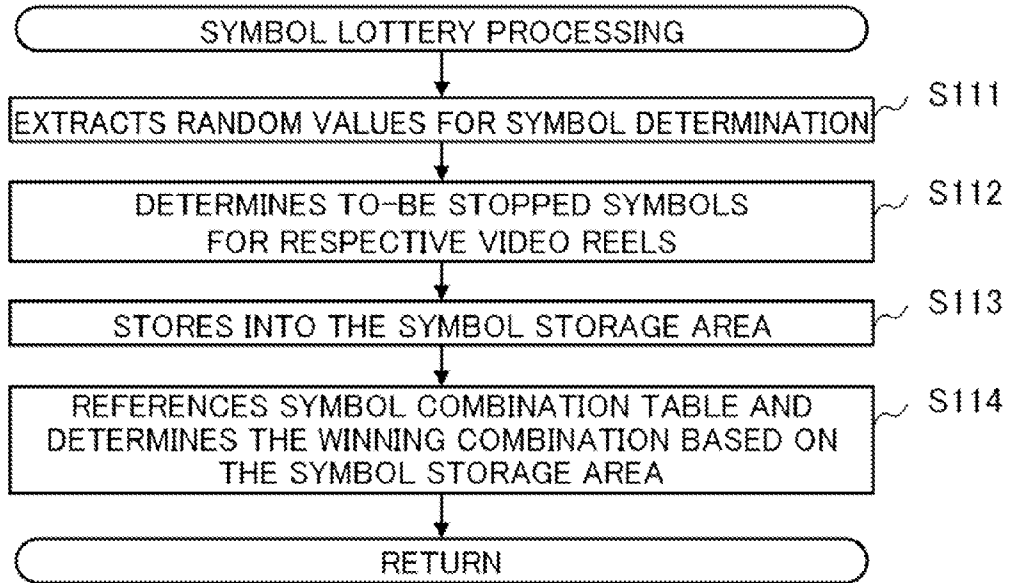 SYMBOL LOTTERY PROCESSING
EXTRACTS RANDOM VALUES FOR SYMBOL DETERMINATION
S111
DETERMINES TO-BE STOPPED SYMBOLS
FOR RESPECTIVE VIDEO REELS
S112
STORES INTO THE SYMBOL STORAGE AREA
S113
REFERENCES SYMBOL COMBINATION TABLE AND
DETERMINES THE WINNING COMBINATION BASED ON
THE SYMBOL STORAGE AREA
S114
RETURN